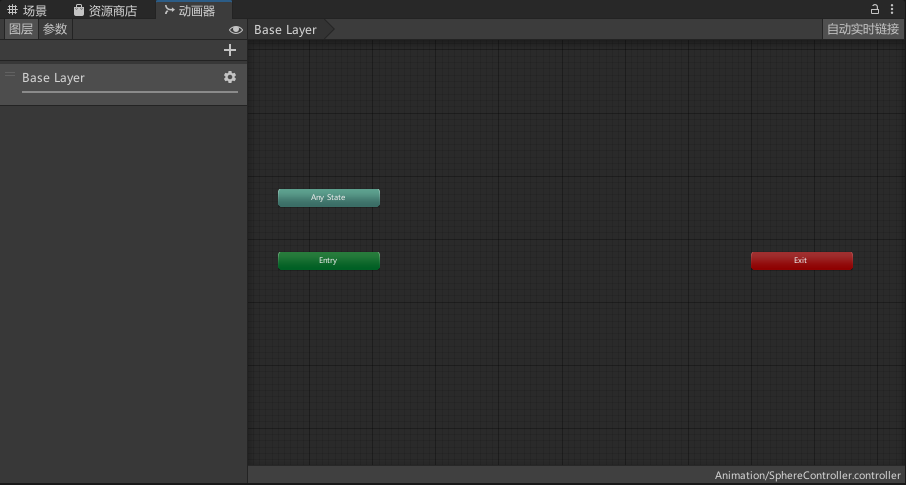 场景 资源商店 动画器
图层 参数 Base Layer 自动实时链接
Base Layer
Any State
Entry Exit
Animation/SphereController.controller